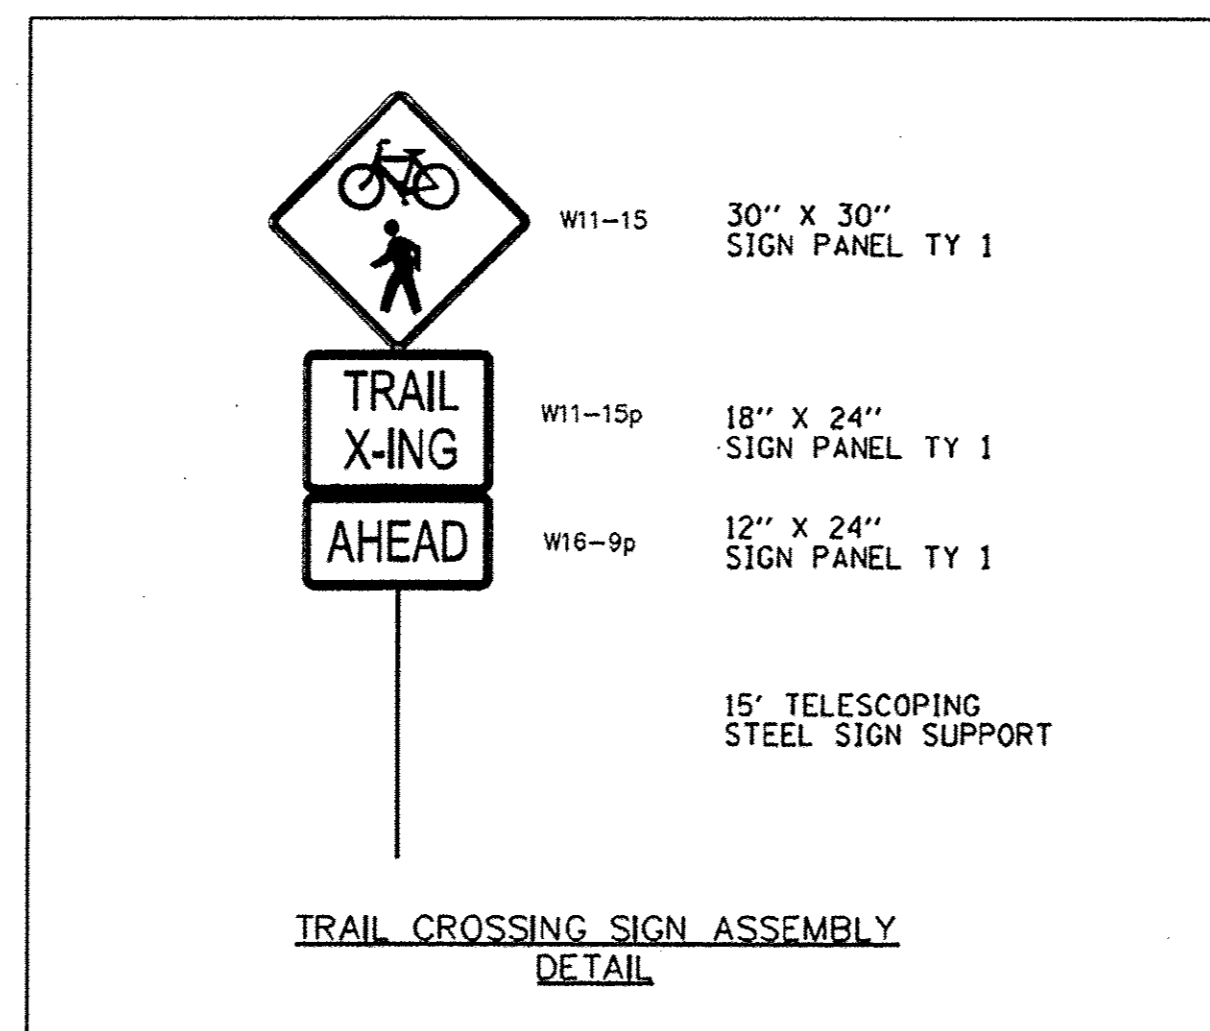 W11-15
30" X 30"
SIGN PANEL TY 1
TRAIL
X-ING
W11-15p
18" X 24"
SIGN PANEL TY 1
AHEAD
W16-9p
12" X 24"
SIGN PANEL TY 1
15' TELESCOPING
STEEL SIGN SUPPORT
TRAIL CROSSING SIGN ASSEMBLY
DETAIL